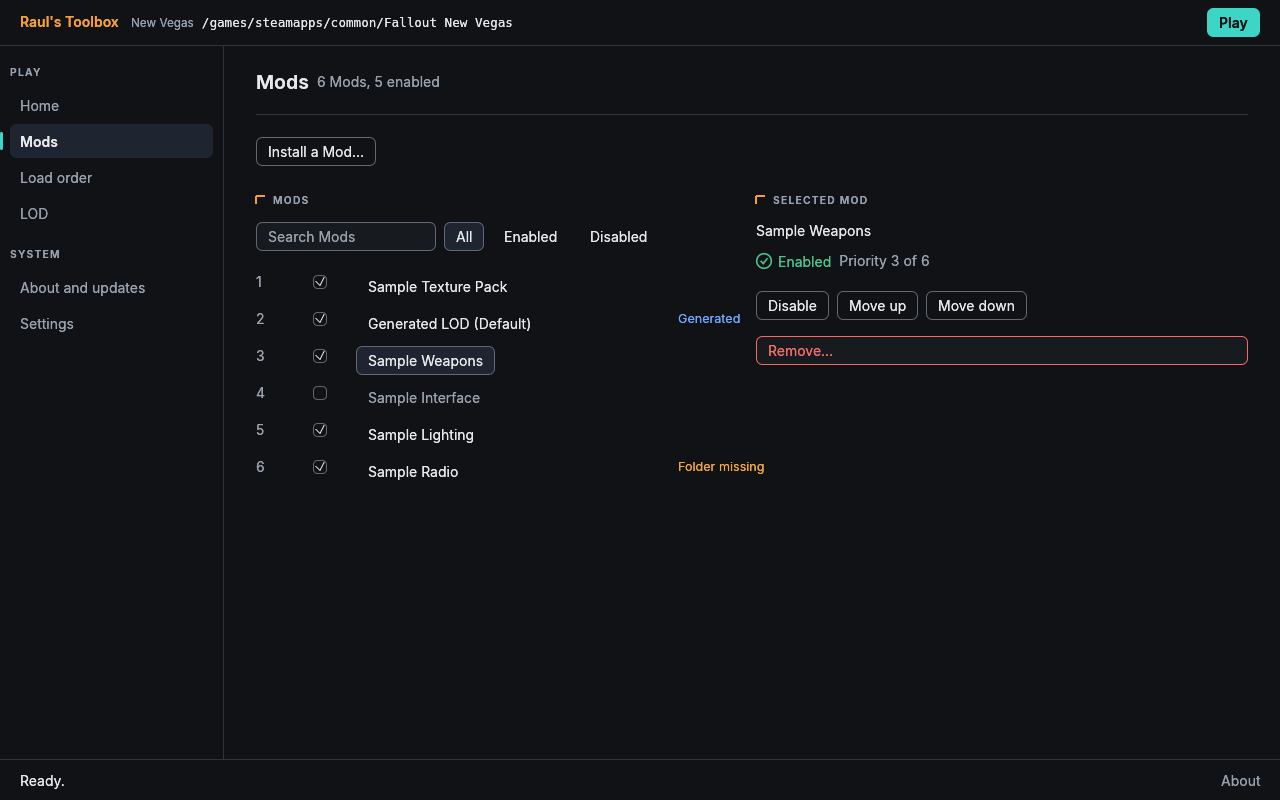 Raul's Toolbox New Vegas /games/steamapps/common/Fallout New Vegas Play
PLAY
Home
Mods
Load order
LOD
SYSTEM
About and updates
Settings
Mods 6 Mods, 5 enabled
Install a Mod...
MODS
Search Mods All Enabled Disabled
1 Sample Texture Pack
2 Generated LOD (Default) Generated
3 Sample Weapons
4 Sample Interface
5 Sample Lighting
6 Sample Radio Folder missing
SELECTED MOD
Sample Weapons
Enabled Priority 3 of 6
Disable Move up Move down
Remove...
Ready. About